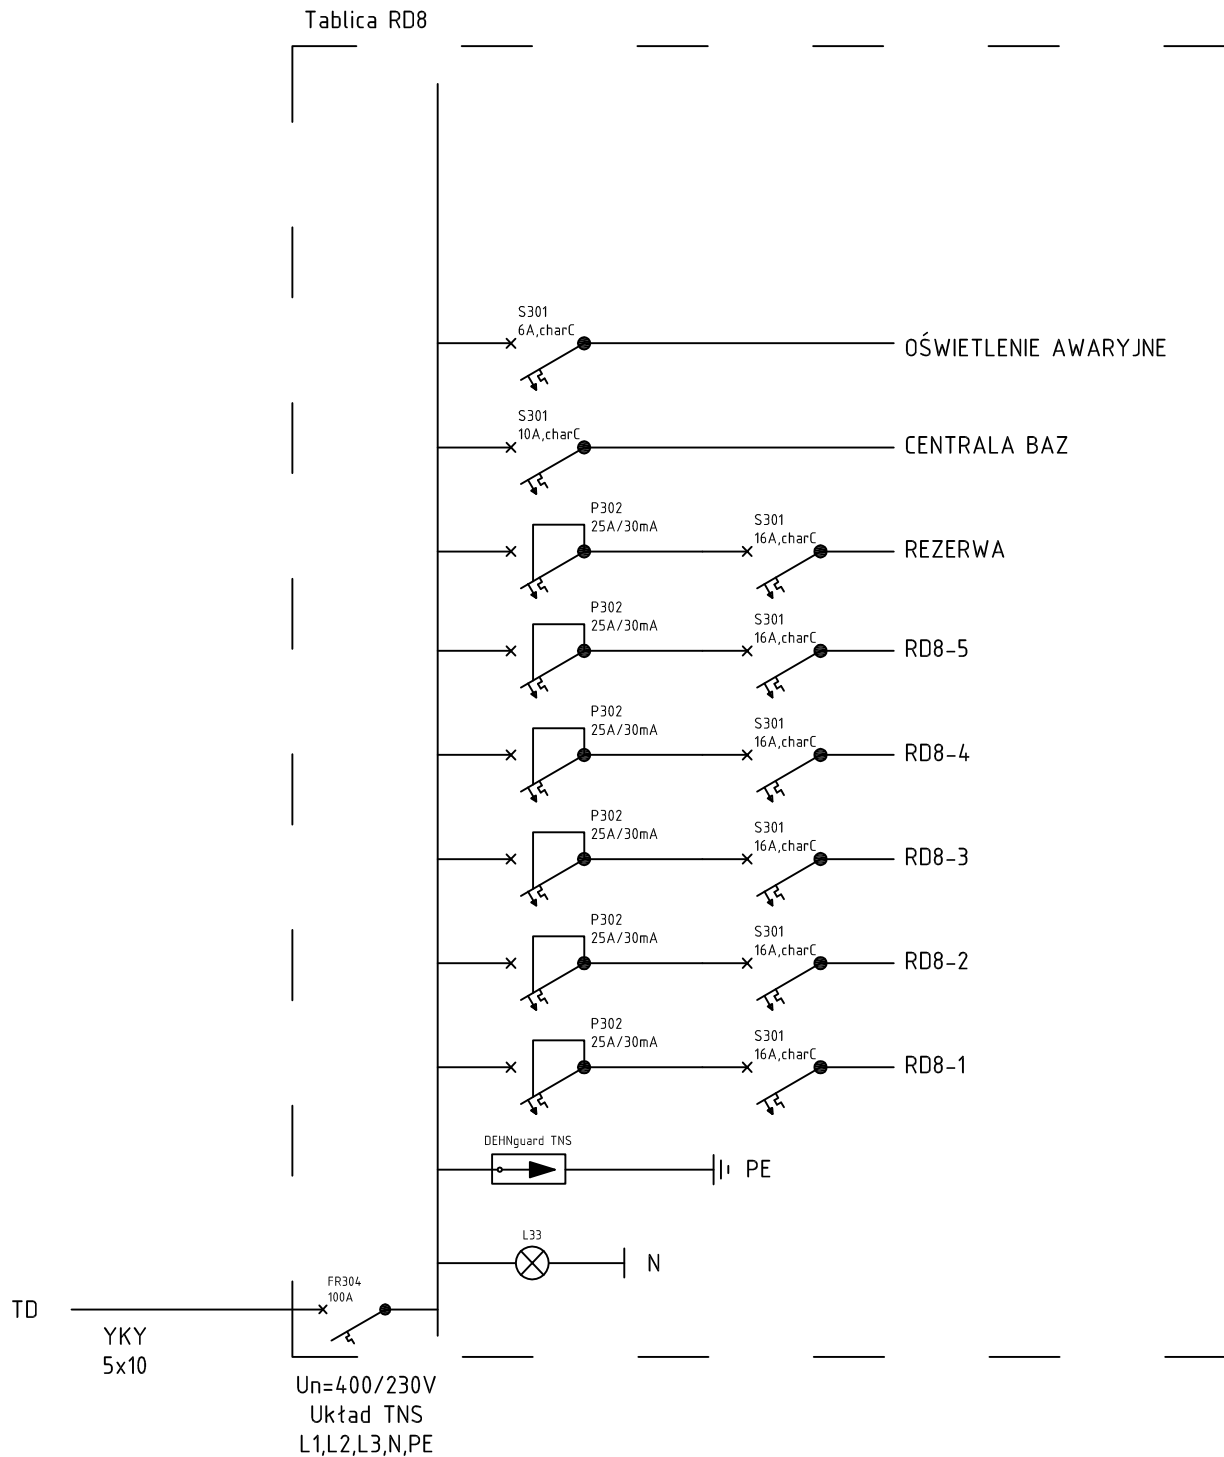 Tablica RD8
S301
6A,charC
OŚWIETLENIE AWARYJNE
S301
10A,charC
CENTRALA BAZ
P302
25A/30mA
S301
16A,charC
REZERWA
P302
25A/30mA
S301
16A,charC
RD8-5
P302
25A/30mA
S301
16A,charC
RD8-4
P302
25A/30mA
S301
16A,charC
RD8-3
P302
25A/30mA
S301
16A,charC
RD8-2
P302
25A/30mA
S301
16A,charC
RD8-1
DEHNguard TNS
PE
L33
N
FR304
100A
TD
YKY
5x10
Un=400/230V
Układ TNS
L1,L2,L3,N,PE